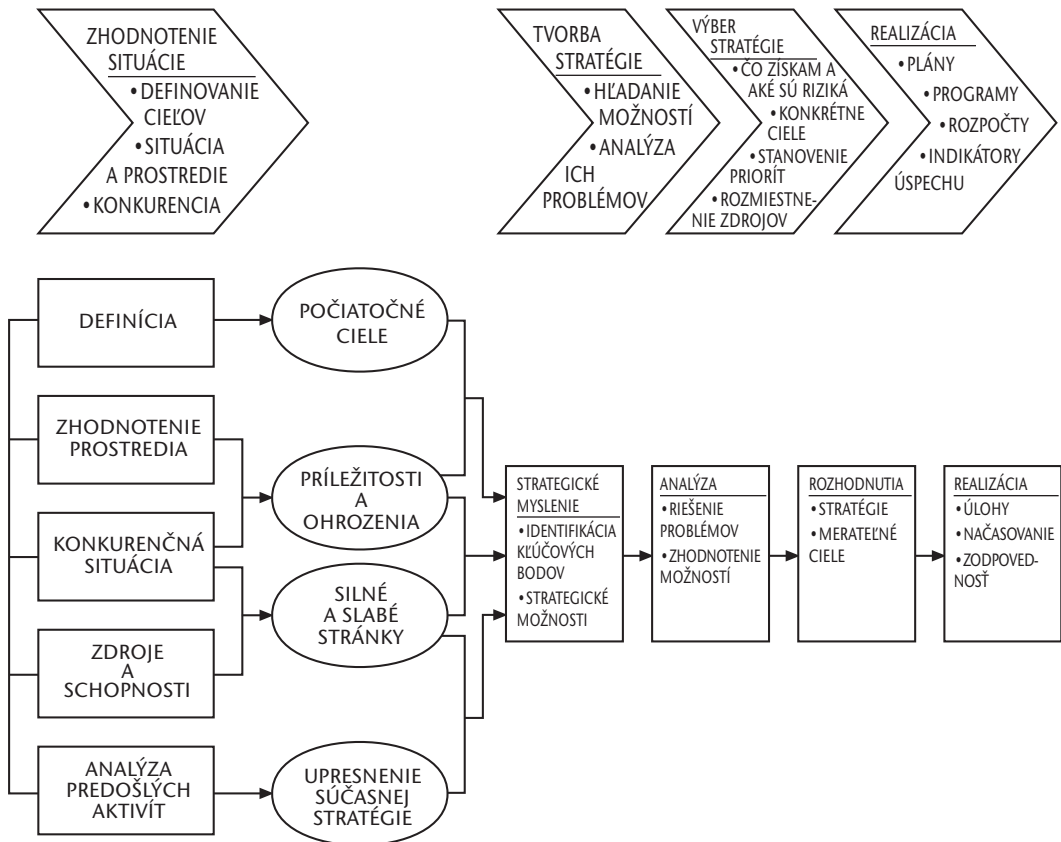 ZHODNOTENIE
SITUÁCIE
•DEFINOVANIE
CIEĽOV
•SITUÁCIA
A PROSTREDIE
•KONKURENCIA
TVORBA
STRATÉGIE
•HĽADANIE
MOŽNOSTÍ
•ANALÝZA
ICH
PROBLÉMOV
VÝBER
STRATÉGIE
•ČO ZÍSKAM A
AKÉ SÚ RIZIKÁ
•KONKRÉTNE
CIELE
•STANOVENIE
PRIORÍT
•ROZMIESTNE-
NIE ZDROJOV
REALIZÁCIA
•PLÁNY
•PROGRAMY
•ROZPOČTY
•INDIKÁTORY
ÚSPECHU
DEFINÍCIA
ZHODNOTENIE
PROSTREDIA
KONKURENČNÁ
SITUÁCIA
ZDROJE
A
SCHOPNOSTI
ANALÝZA
PREDOŠLÝCH
AKTIVÍT
POČIATOČNÉ
CIELE
PRÍLEŽITOSTI
A
OHROZENIA
SILNÉ
A SLABÉ
STRÁNKY
UPRESNENIE
SÚČASNEJ
STRATÉGIE
STRATEGICKÉ
MYSLENIE
•IDENTIFIKÁCIA
KĽÚČOVÝCH
BODOV
•STRATEGICKÉ
MOŽNOSTI
ANALÝZA
•RIEŠENIE
PROBLÉMOV
•ZHODNOTENIE
MOŽNOSTÍ
ROZHODNUTIA
•STRATÉGIE
•MERATEĽNÉ
CIELE
REALIZÁCIA
•ÚLOHY
•NAČASOVANIE
•ZODPOVED-
NOSŤ